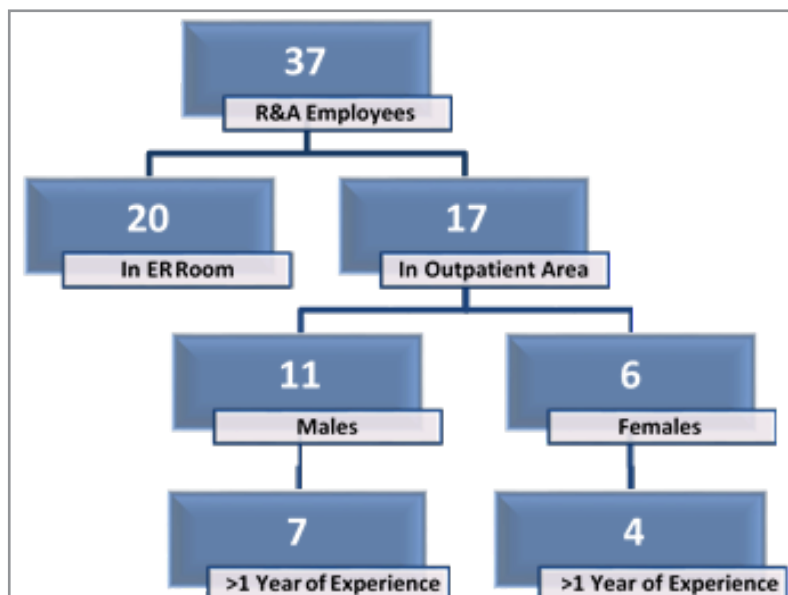 37
R&A Employees
20
In ER Room
17
In Outpatient Area
11
Males
6
Females
7
>1 Year of Experience
4
>1 Year of Experience